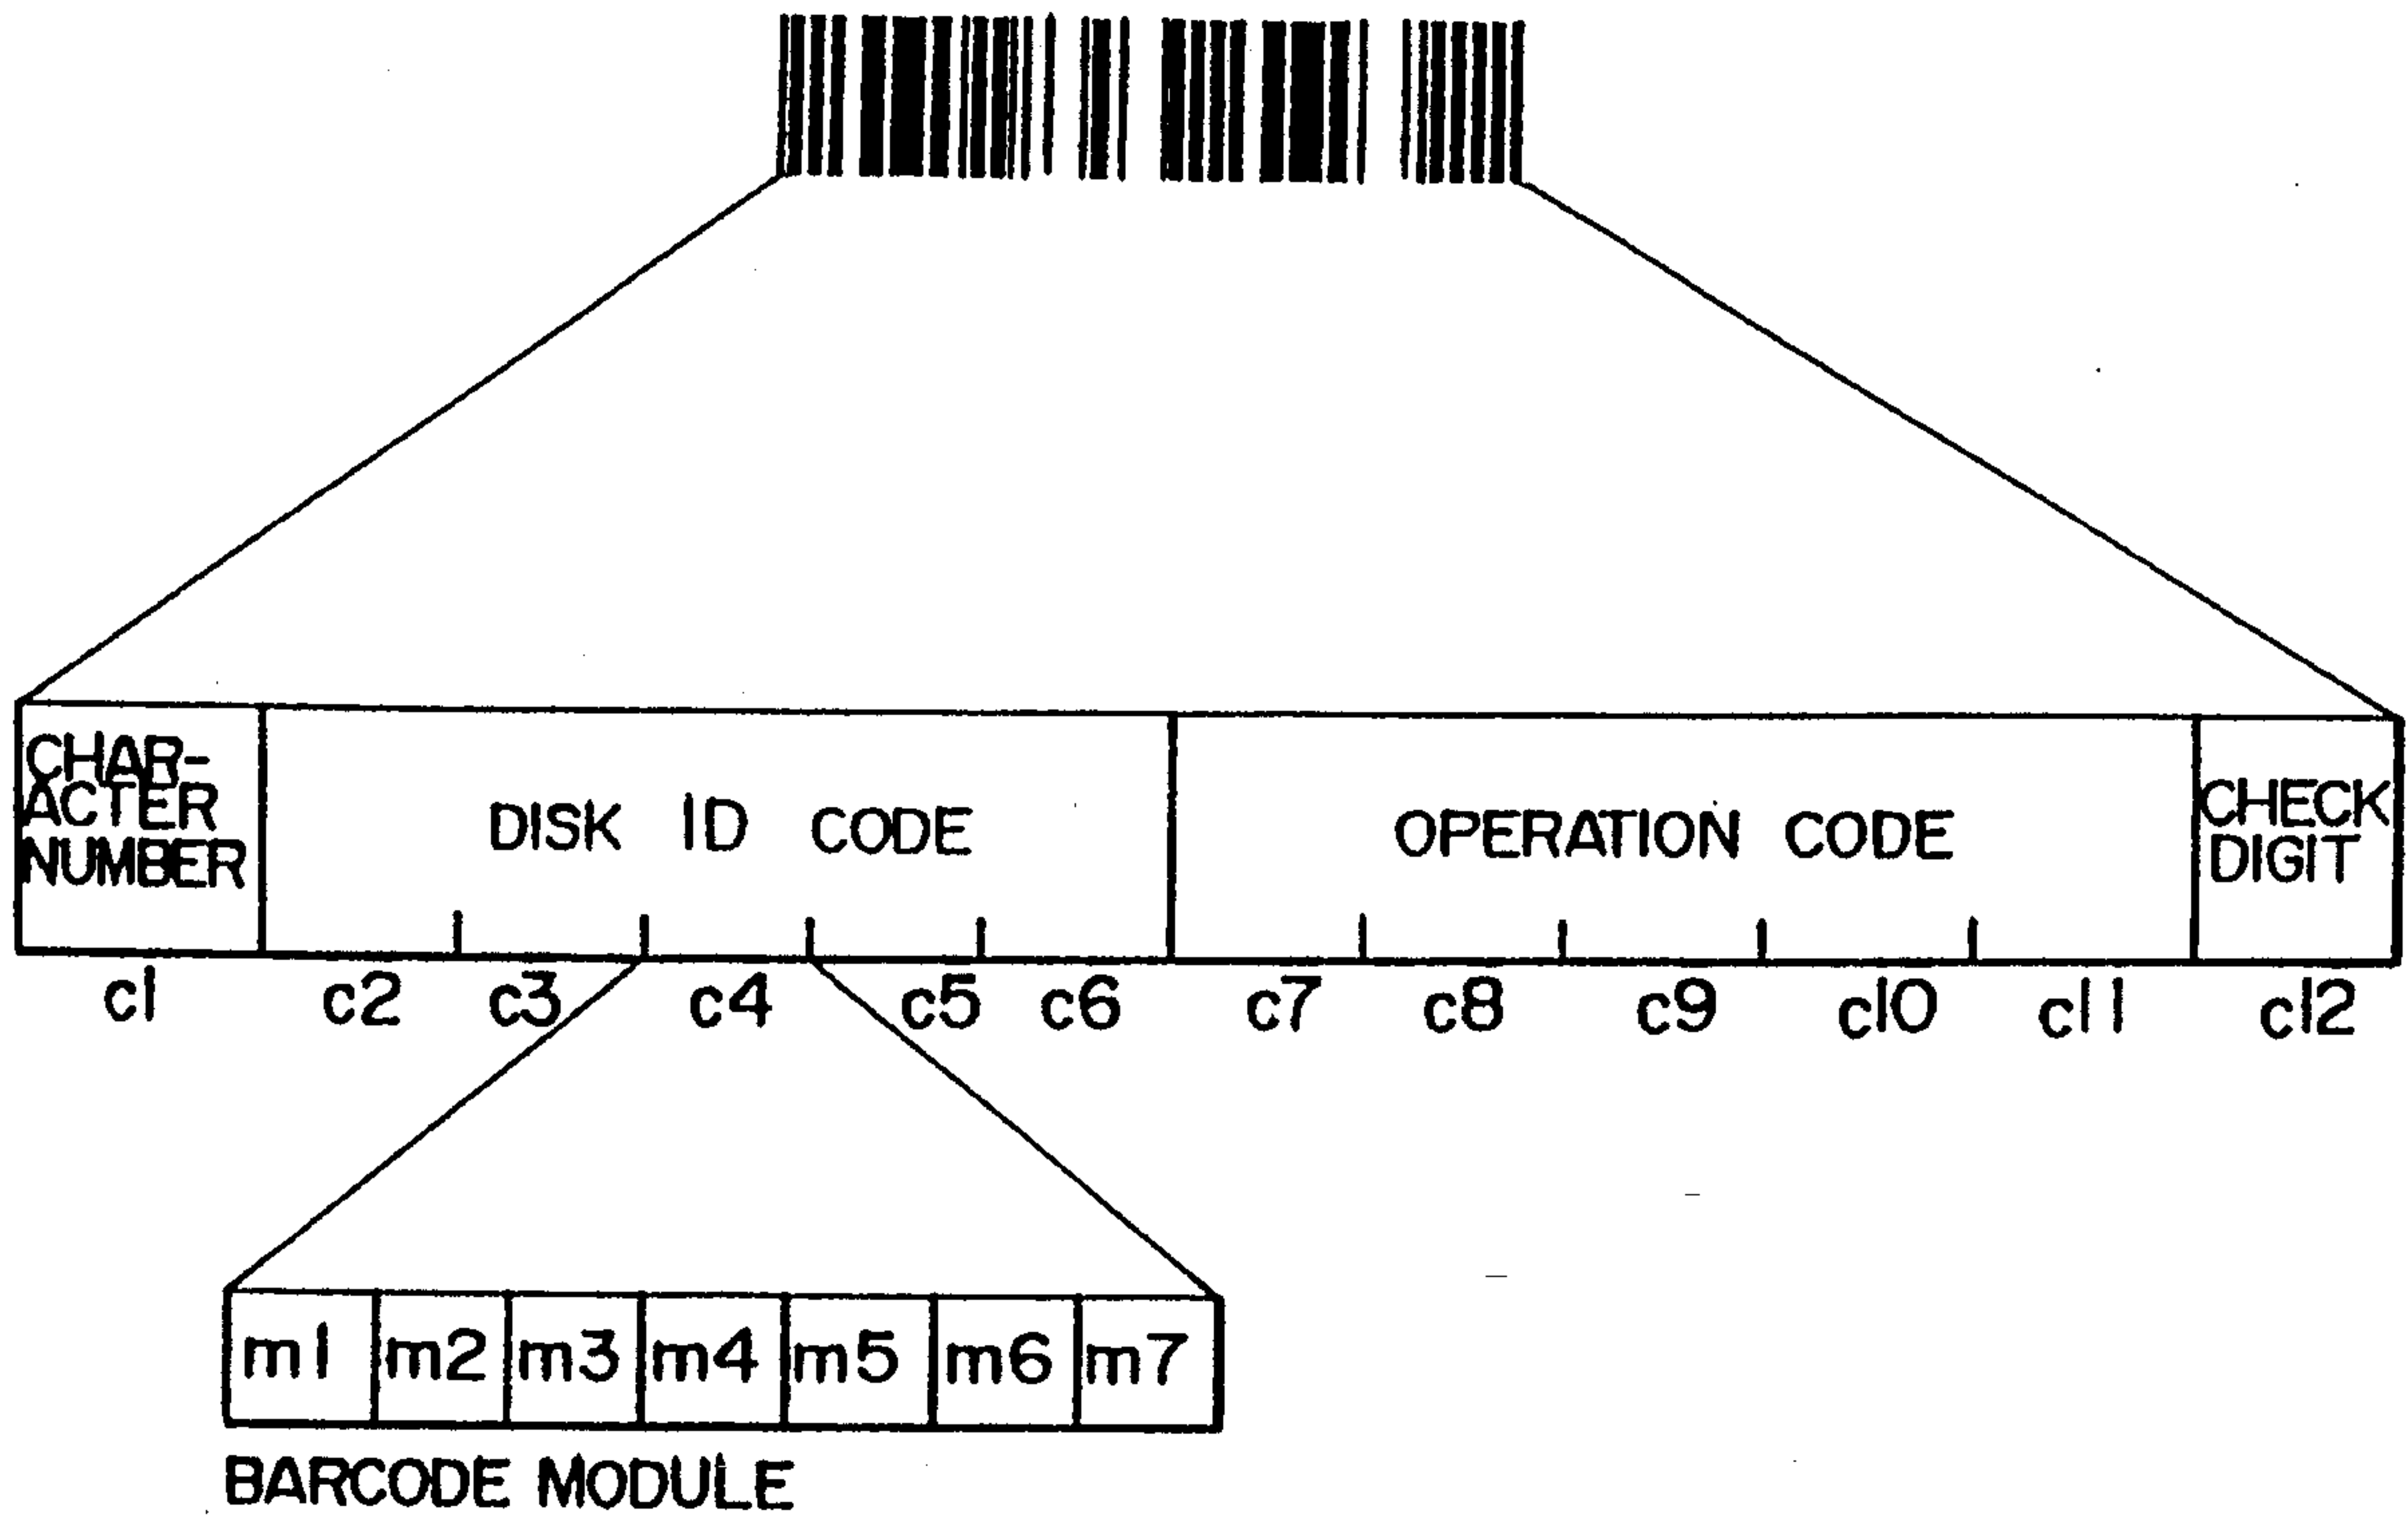 CHAR-
ACTER
NUMBER
DISK ID CODE
OPERATION CODE
CHECK
DIGIT
c1 c2 c3 c4 c5 c6 c7 c8 c9 c10 c11 c12
m1 m2 m3 m4 m5 m6 m7
BARCODE MODULE